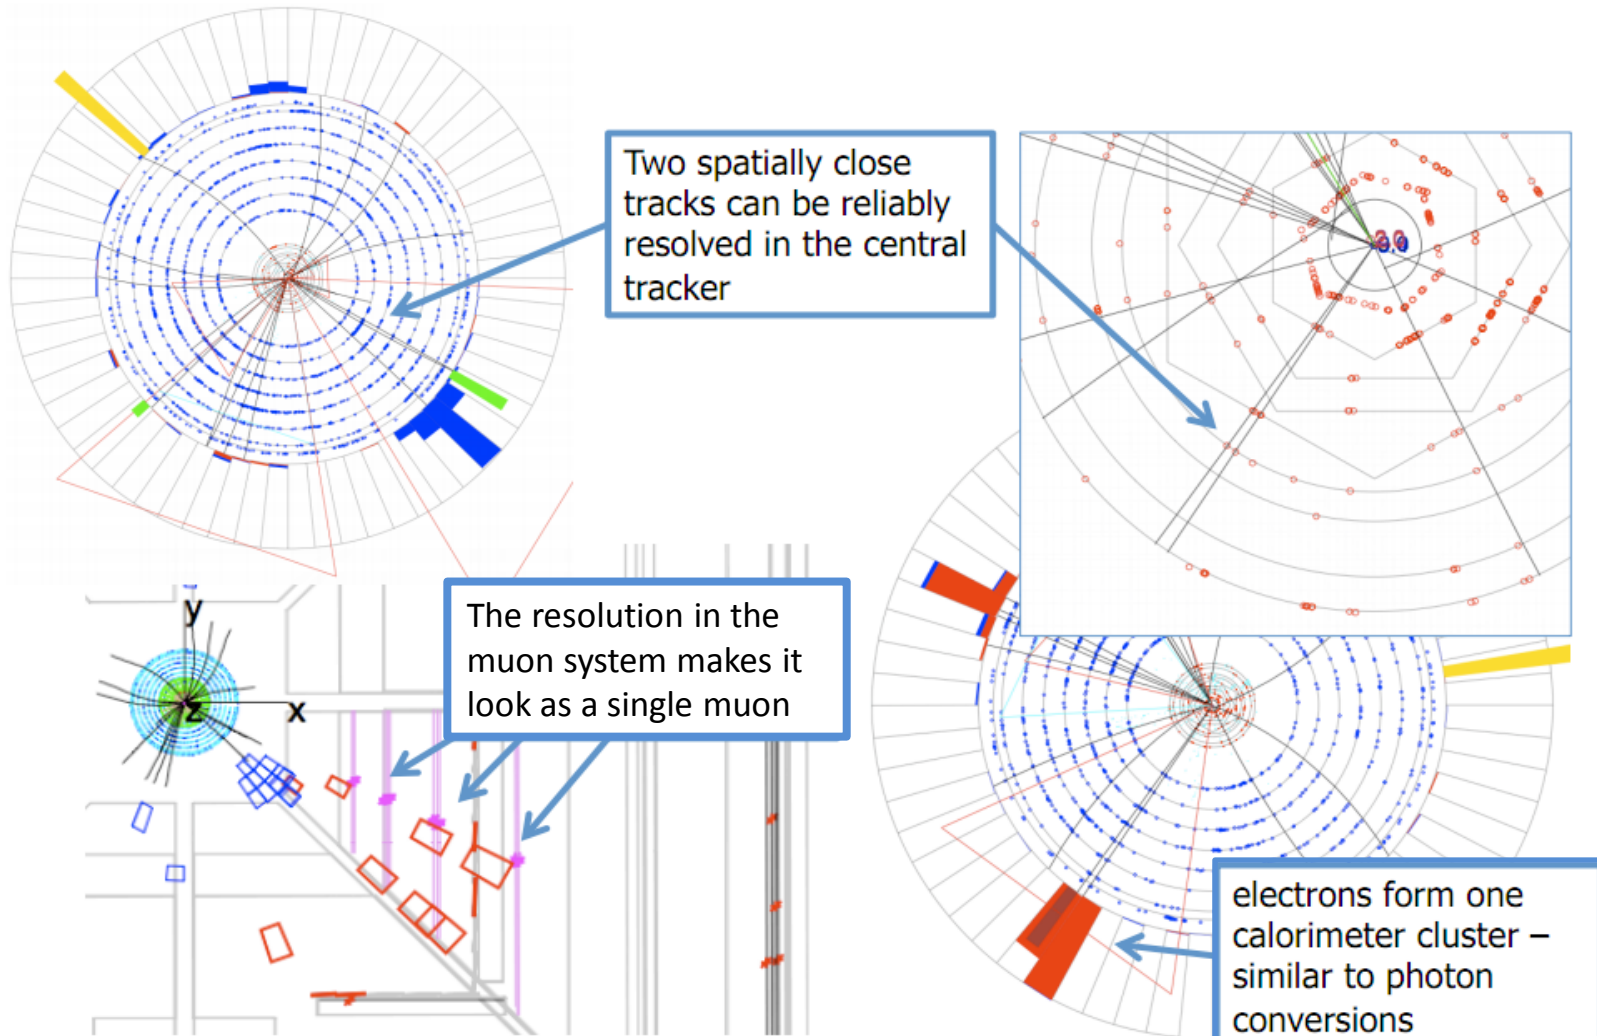 Two spatially close
tracks can be reliably
resolved in the central
tracker
The resolution in the
muon system makes it
look as a single muon
y
x
z
electrons form one
calorimeter cluster –
similar to photon
conversions